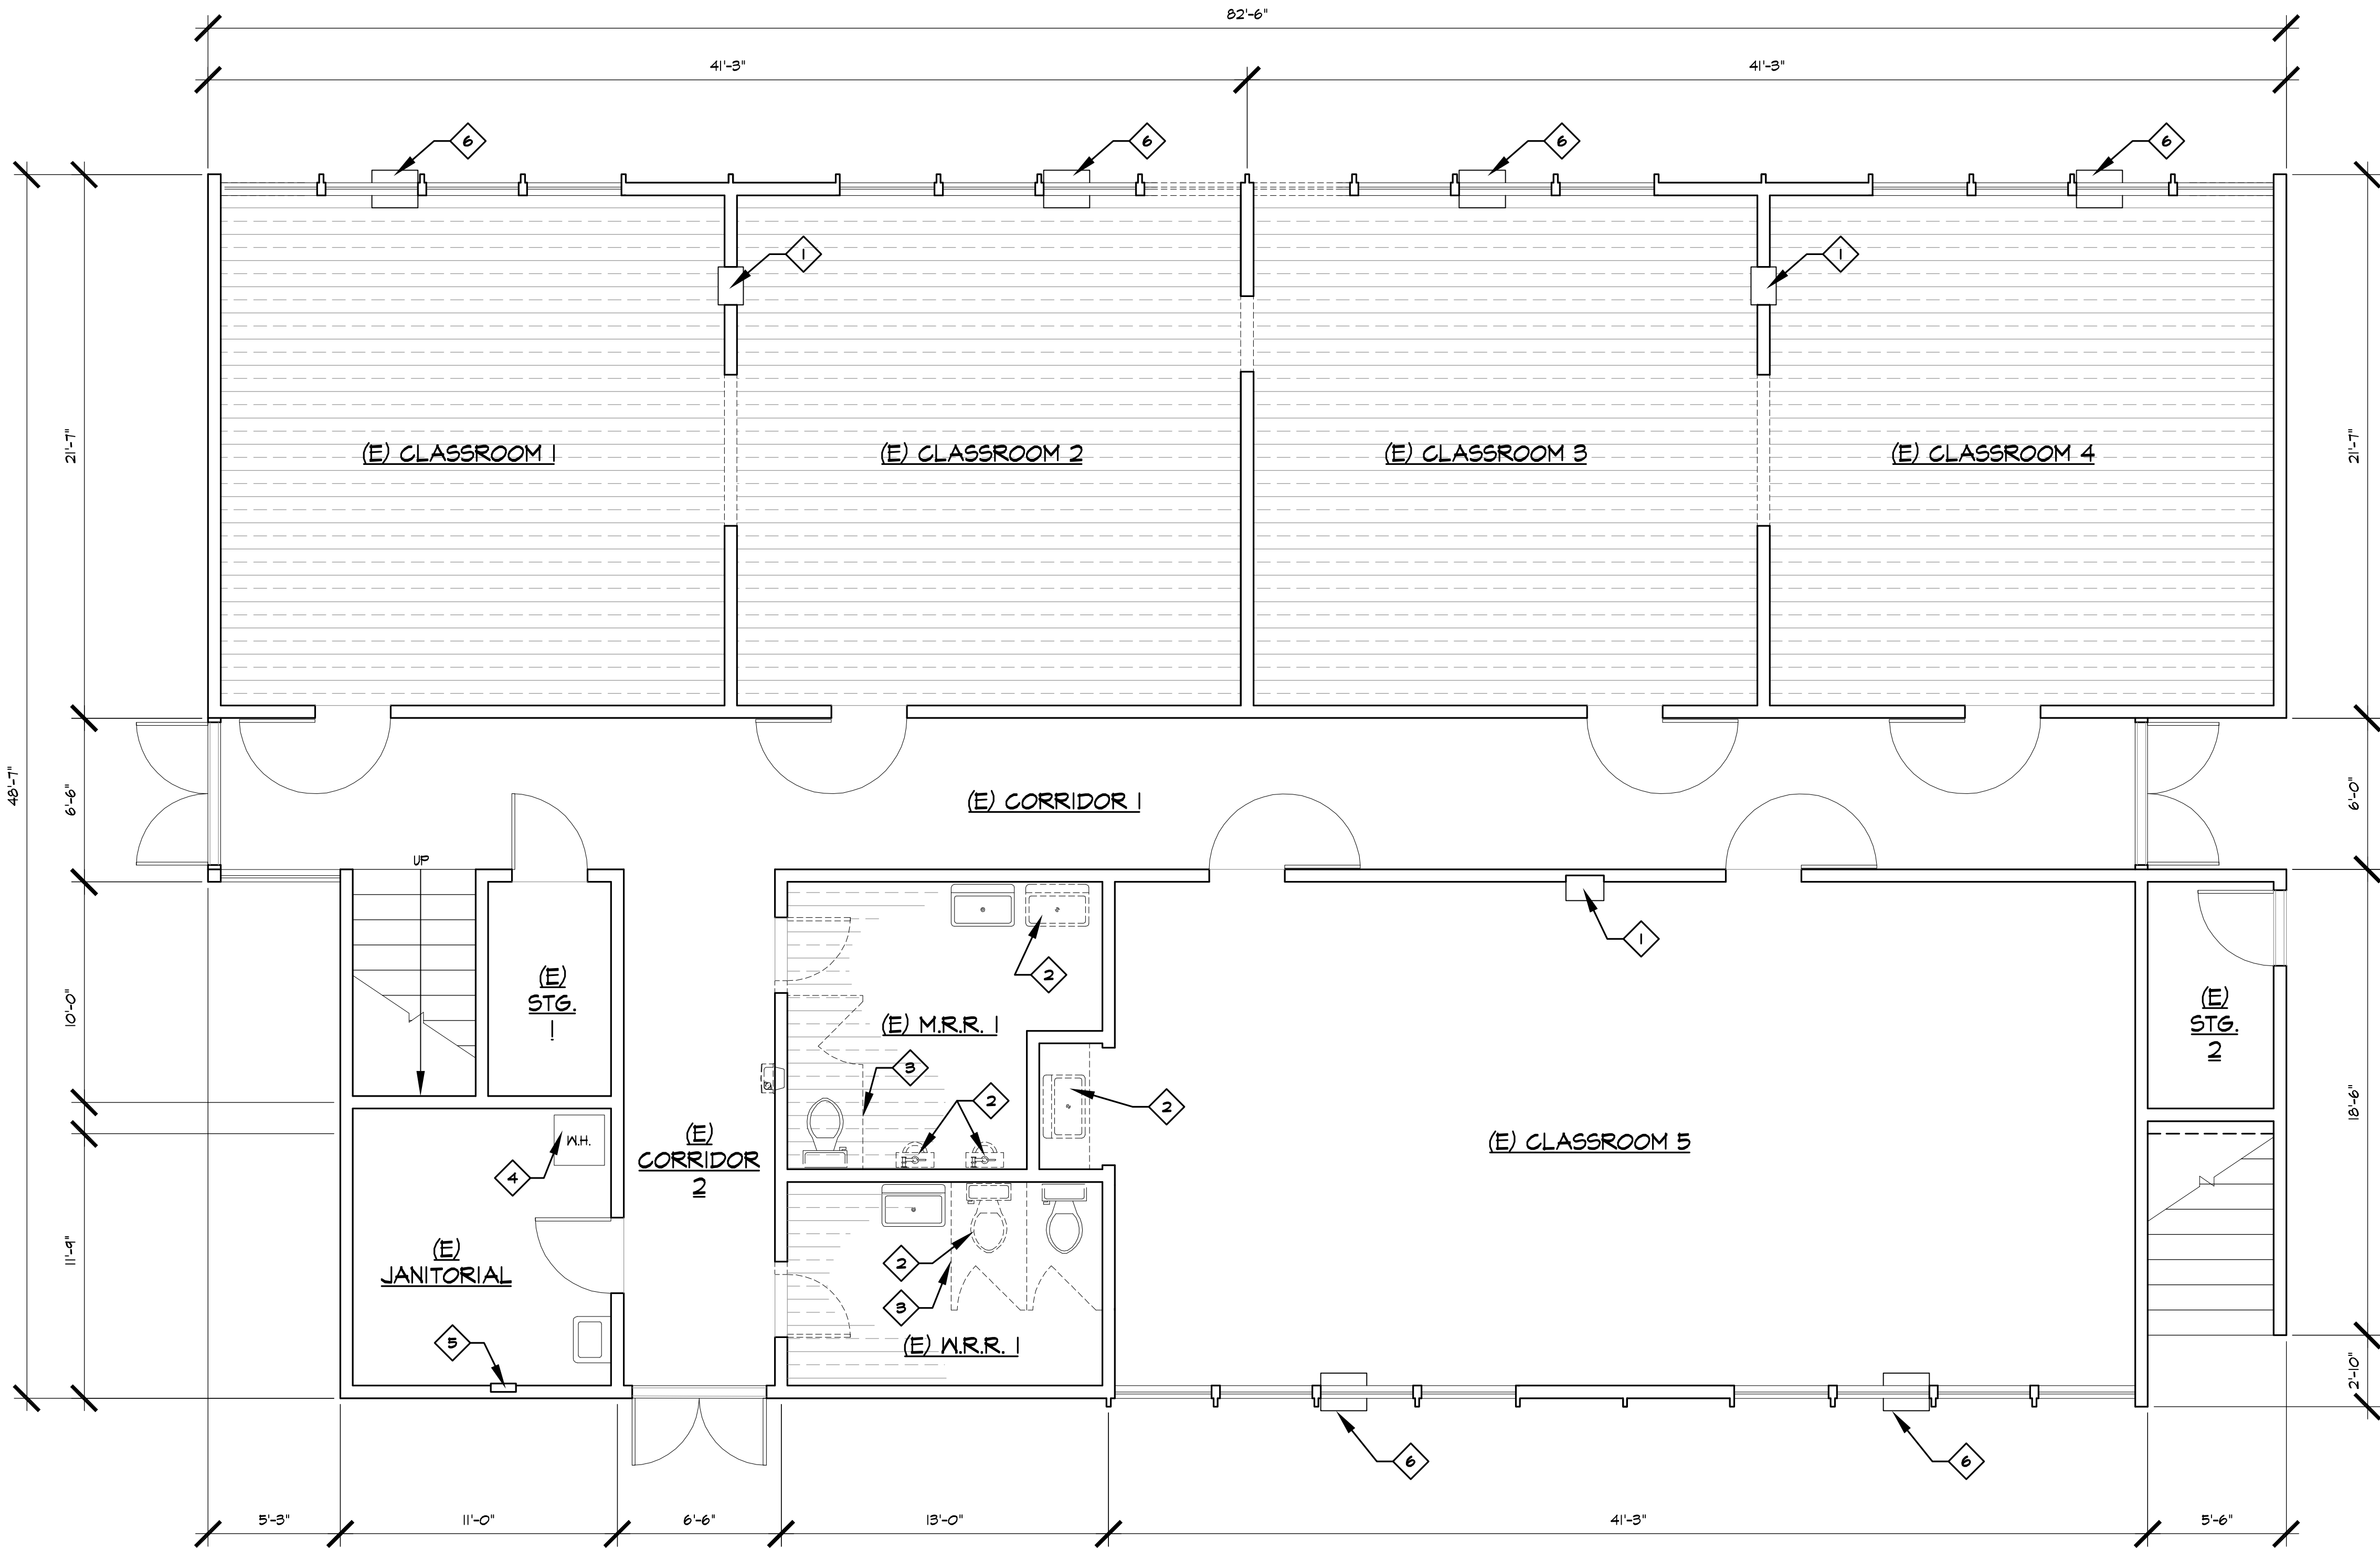 82'-6"
41'-3"
41'-3"
6
6
6
6
1
1
21'-7"
21'-7"
(E) CLASSROOM 1
(E) CLASSROOM 2
(E) CLASSROOM 3
(E) CLASSROOM 4
48'-7"
6'-6"
(E) CORRIDOR 1
6'-0"
UP
1
2
(E)
STG.
1
(E) M.R.R. 1
(E)
STG.
2
10'-0"
3
2
2
18'-6"
W.H.
4
(E)
CORRIDOR
2
(E) CLASSROOM 5
11'-9"
(E)
JANITORIAL
2
3
5
(E) W.R.R. 1
2'-10"
6
6
5'-3"
11'-0"
6'-6"
13'-0"
41'-3"
5'-6"